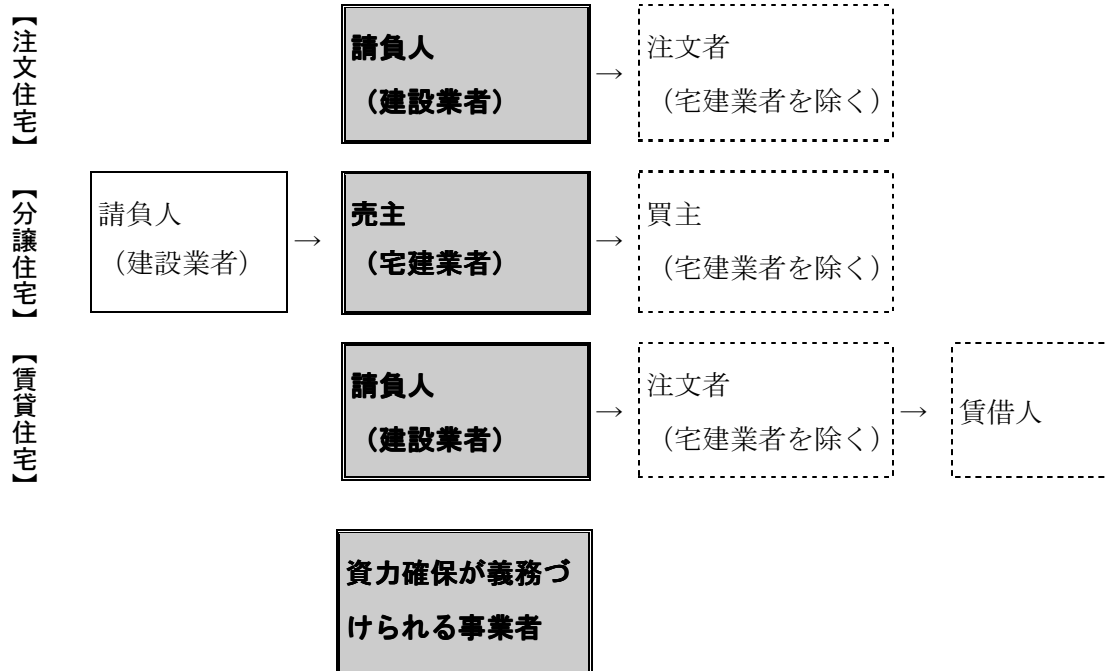 【注文住宅】
請負人
（建設業者）
→
注文者
（宅建業者を除く）
【分譲住宅】
請負人
（建設業者）
→
売主
（宅建業者）
→
買主
（宅建業者を除く）
【賃貸住宅】
請負人
（建設業者）
→
注文者
（宅建業者を除く）
→
賃借人
資力確保が義務づ
けられる事業者